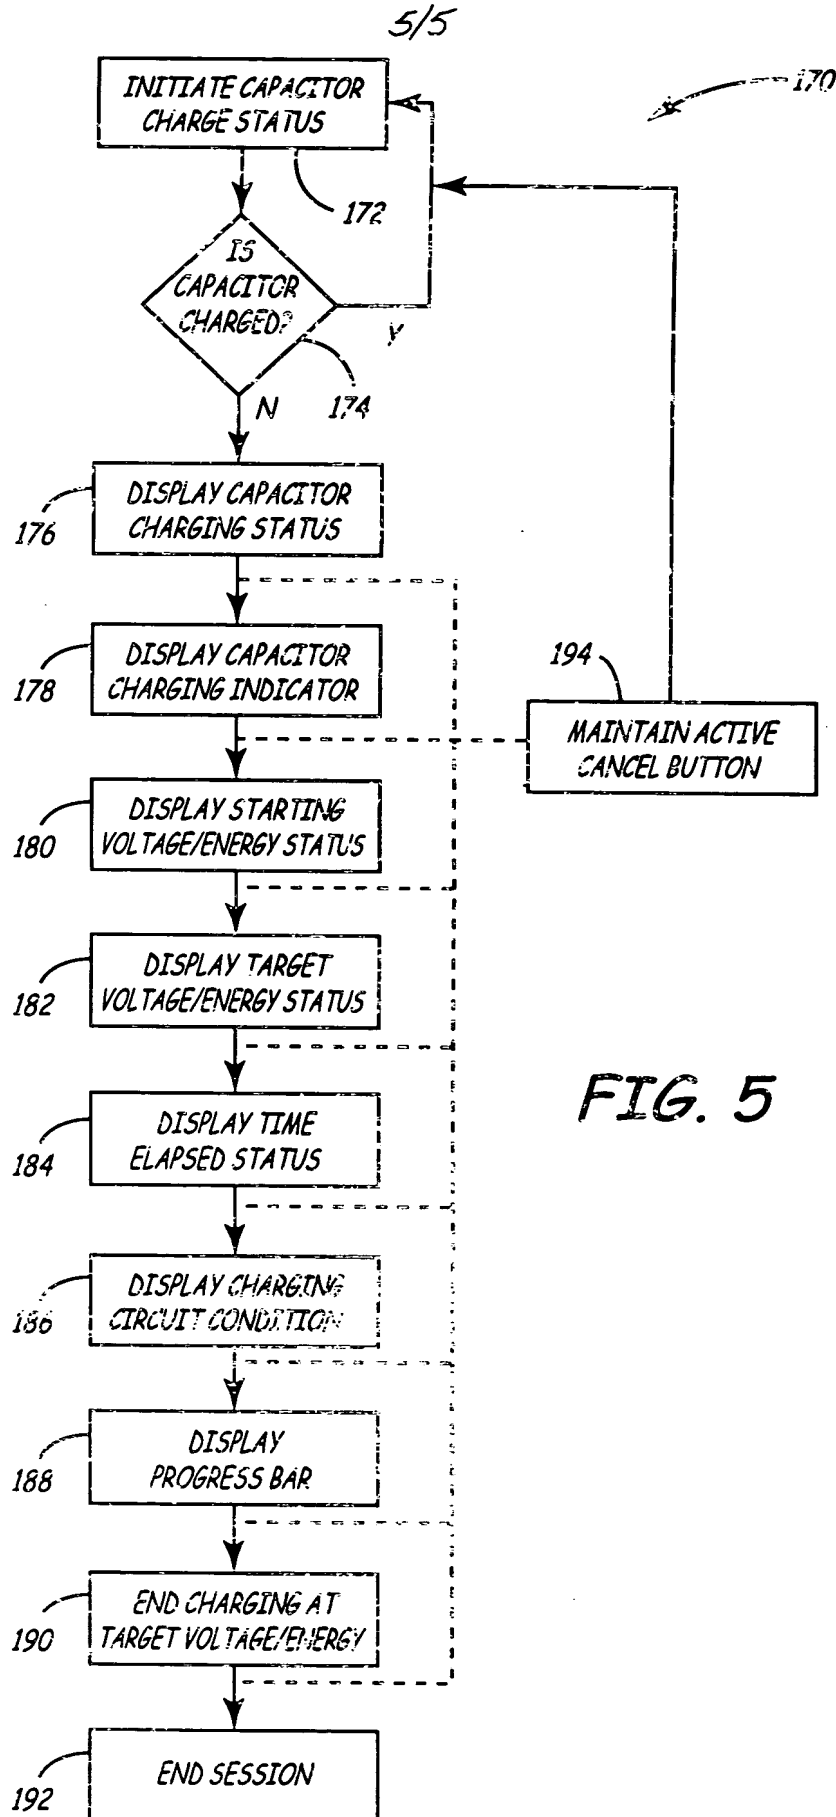 5/5
170
INITIATE CAPACITOR
CHARGE STATUS
172
IS
CAPACITOR
CHARGED?
Y
174
N
DISPLAY CAPACITOR
CHARGING STATUS
176
DISPLAY CAPACITOR
CHARGING INDICATOR
178
194
MAINTAIN ACTIVE
CANCEL BUTTON
DISPLAY STARTING
VOLTAGE/ENERGY STATUS
180
DISPLAY TARGET
VOLTAGE/ENERGY STATUS
182
FIG. 5
DISPLAY TIME
ELAPSED STATUS
184
DISPLAY CHARGING
CIRCUIT CONDITION
186
DISPLAY
PROGRESS BAR
188
END CHARGING AT
TARGET VOLTAGE/ENERGY
190
END SESSION
192